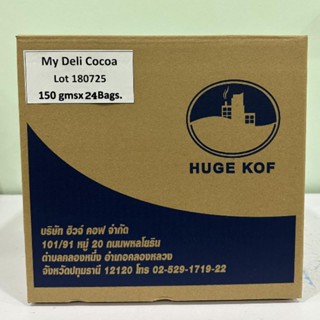 My Deli Cocoa
Lot 180725
150 gmsx 24Bags.
HUGE KOF
บริษัท ฮิวจ์ คอฟ จำกัด
101/91 หมู่ 20 ถนนพหลโยธิน
ตำบลคลองหนึ่ง อำเภอคลองหลวง
จังหวัดปทุมธานี 12120 โทร 02-529-1719-22